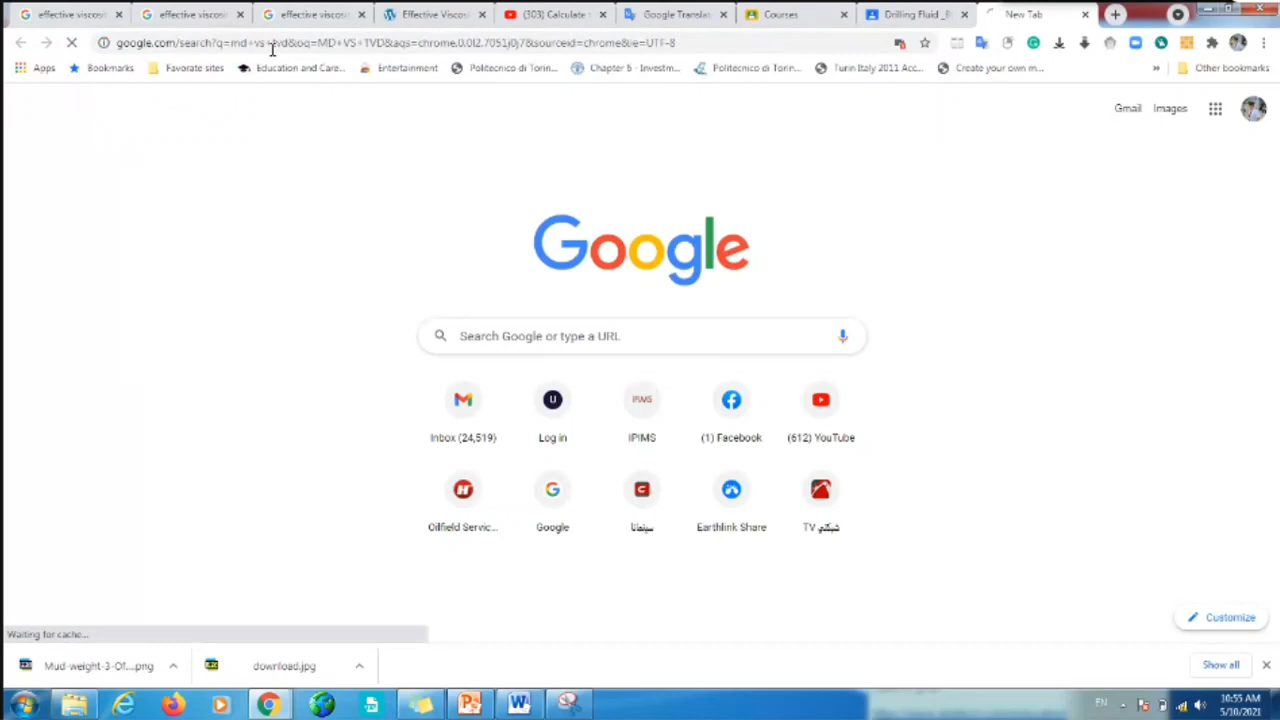 effective viscosi
effective viscosi
effective viscosi
Effective Viscos
(303) Calculate
Google Translat
Courses
Drilling Fluid _B
New Tab
google.com/search?q=md+vs+tvd&oq=MD+VS+TVD&aqs=chrome.0.0l2.7051j0j7&sourceid=chrome&ie=UTF-8
Apps
Bookmarks
Favorite sites
Education and Care...
Entertainment
Politecnico di Torin...
Chapter 5 - Investm...
Politecnico di Torin...
Turin Italy 2011 Acc...
Create your own m...
»
Other bookmarks
Gmail
Images
Google
Search Google or type a URL
IPIMS
Inbox (24,519)
Log in
IPIMS
(1) Facebook
(612) YouTube
Oilfield Servic...
Google
سينمانا
Earthlink Share
شبكتي TV
Customize
Waiting for cache...
Mud-weight-3-Of....png
download.jpg
Show all
EN
10:55 AM
5/10/2021